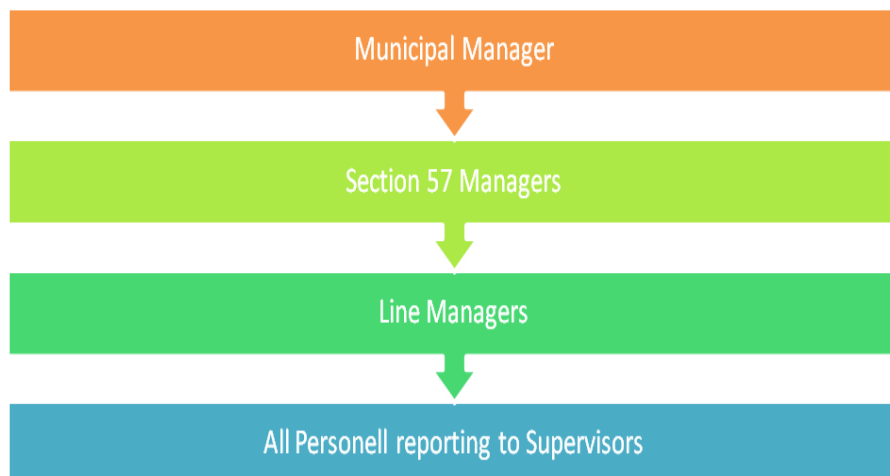 Municipal Manager
Section 57 Managers
Line Managers
All Personell reporting to Supervisors